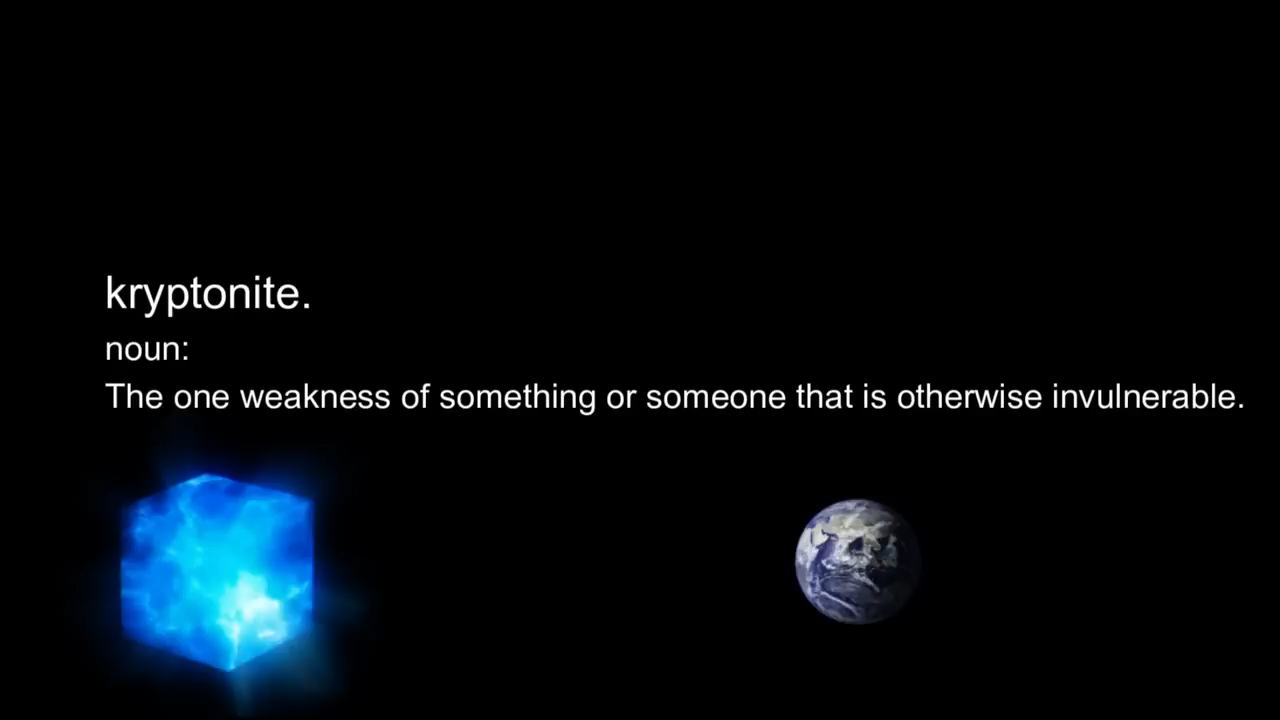 kryptonite.
noun:
The one weakness of something or someone that is otherwise invulnerable.